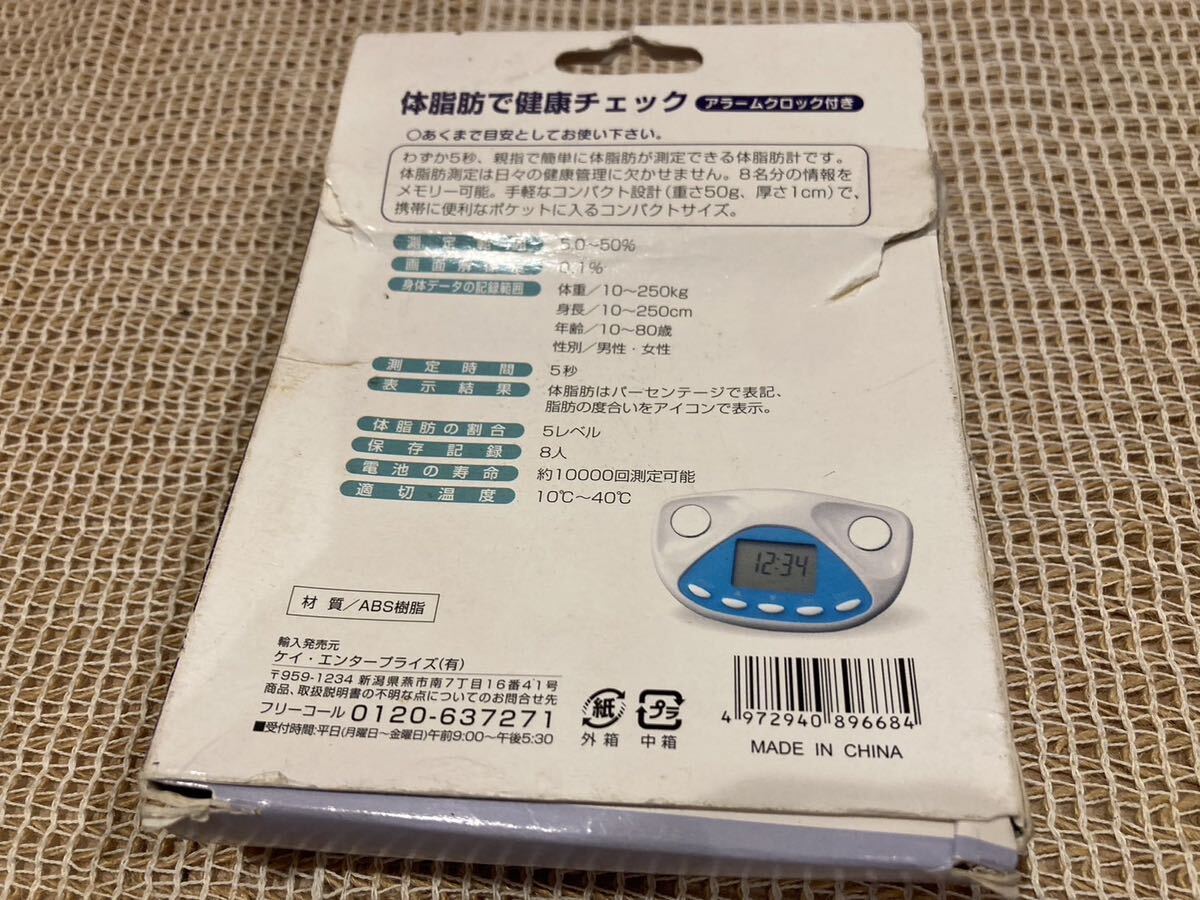 体脂肪で健康チェック アラームクロック付き
○あくまで目安としてお使い下さい。
わずか5秒、親指で簡単に体脂肪が測定できる体脂肪計です。
体脂肪測定は日々の健康管理に欠かせません。8名分の情報を
メモリー可能。手軽なコンパクト設計(重さ50g、厚さ1cm)で、
携帯に便利なポケットに入るコンパクトサイズ。
測定 5.0〜50%
画面 0.1%
身体データの記録範囲 体重/10〜250kg
身長/10〜250cm
年齢/10〜80歳
性別/男性・女性
測定時間 5秒
表示結果 体脂肪はパーセンテージで表記、
脂肪の度合いをアイコンで表示。
体脂肪の割合 5レベル
保存記録 8人
電池の寿命 約10000回測定可能
適切温度 10℃〜40℃
12:34
材 質/ABS樹脂
輸入発売元
ケイ・エンタープライズ(有)
〒959-1234 新潟県燕市南7丁目16番41号
商品、取扱説明書の不明な点についてのお問合せ先
フリーコール 0120-637271
■受付時間:平日(月曜日〜金曜日)午前9:00〜午後5:30
紙 プラ
外箱 中箱
4 972940 896684
MADE IN CHINA